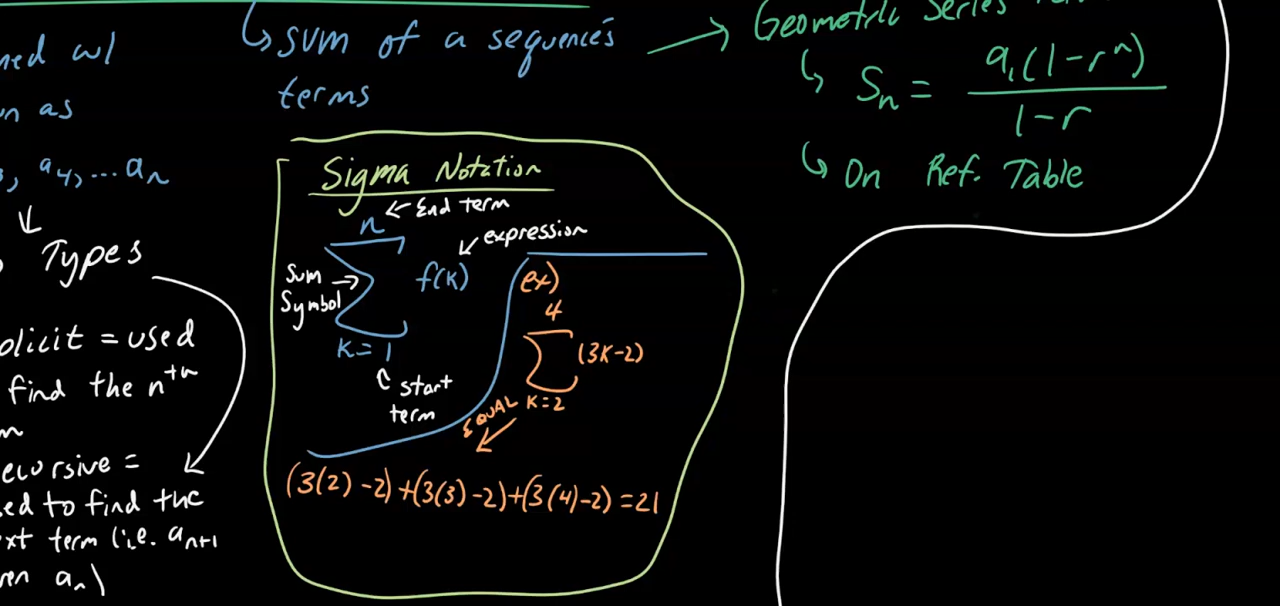 ned w/
n as
, a4, ... an
Types
olicit = used
find the nth
m
ecursive =
ed to find the
xt term (i.e. an+1
ven an)
↳ sum of a sequence's
terms
Sigma Notation
n ← End term
expression
Sum
Symbol
→ Σ f(K)
K = 1
start
term
ex)
4
Σ (3K-2)
K=2
EQUAL
(3(2) -2) + (3(3) -2) + (3(4) -2) = 21
→ Geometric Series
↳ Sn = a1(1-r^n)
1-r
↳ On Ref. Table